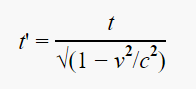 t' = t / √(1 − v²/c²)